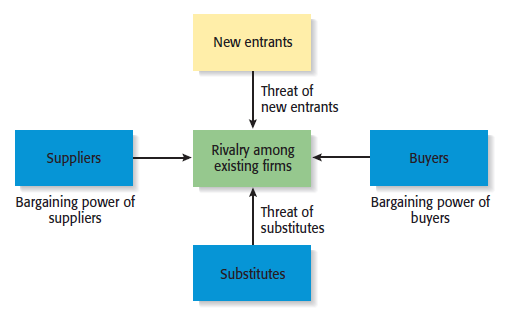 New entrants
Threat of
new entrants
Suppliers
Rivalry among
existing firms
Buyers
Bargaining power of
suppliers
Bargaining power of
buyers
Threat of
substitutes
Substitutes